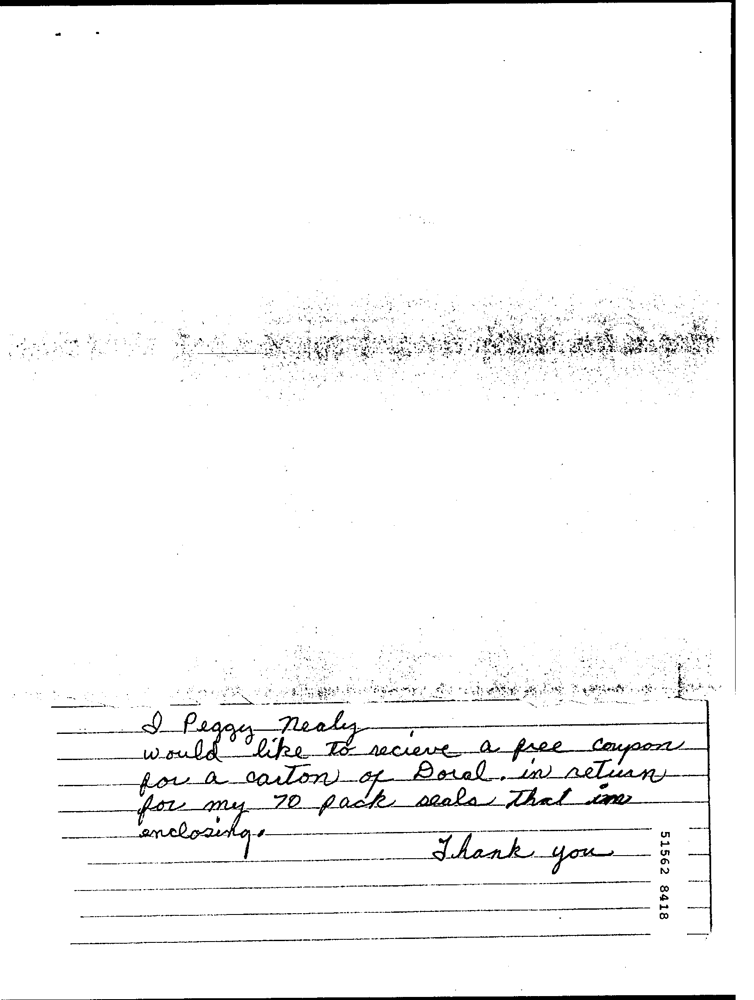 I Peggy Nealy
would like to recieve a free coupon
for a carton of Doral. in return
for my 70 pack seals that im
enclosing.
Thank you
51562 8418